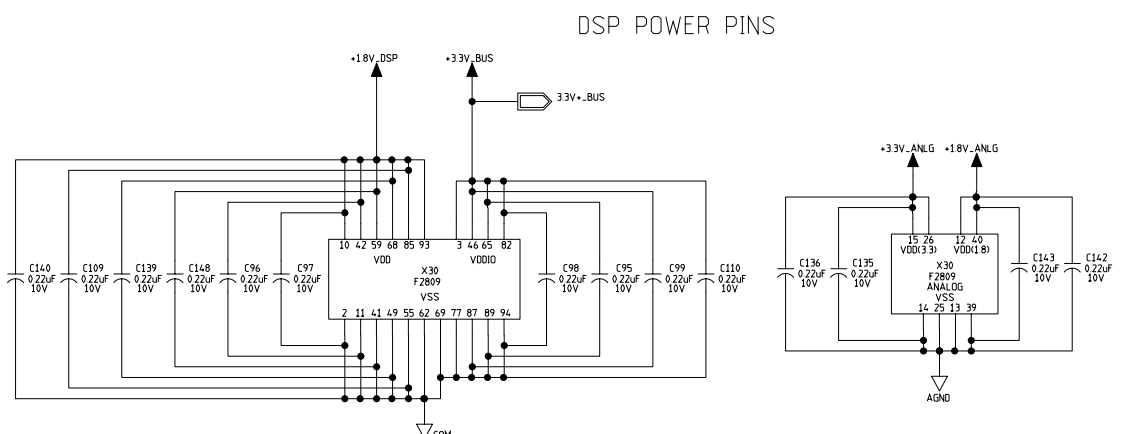 DSP POWER PINS
+1.8V_DSP
+3.3V_BUS
3.3V+_BUS
+3.3V_ANLG +1.8V_ANLG
10 42 59 68 85 93
3 46 65 82
VDD
VDDIO
X30
F2809
VSS
2 11 41 49 55 62 69 77 87 89 94
C140
0.22uF
10V
C109
0.22uF
10V
C139
0.22uF
10V
C148
0.22uF
10V
C96
0.22uF
10V
C97
0.22uF
10V
C98
0.22uF
10V
C95
0.22uF
10V
C99
0.22uF
10V
C110
0.22uF
10V
COM
15 26
12 40
VDD(3.3)
VDD(1.8)
X30
F2809
ANALOG
VSS
14 25 13 39
C136
0.22uF
10V
C135
0.22uF
10V
C143
0.22uF
10V
C142
0.22uF
10V
AGND